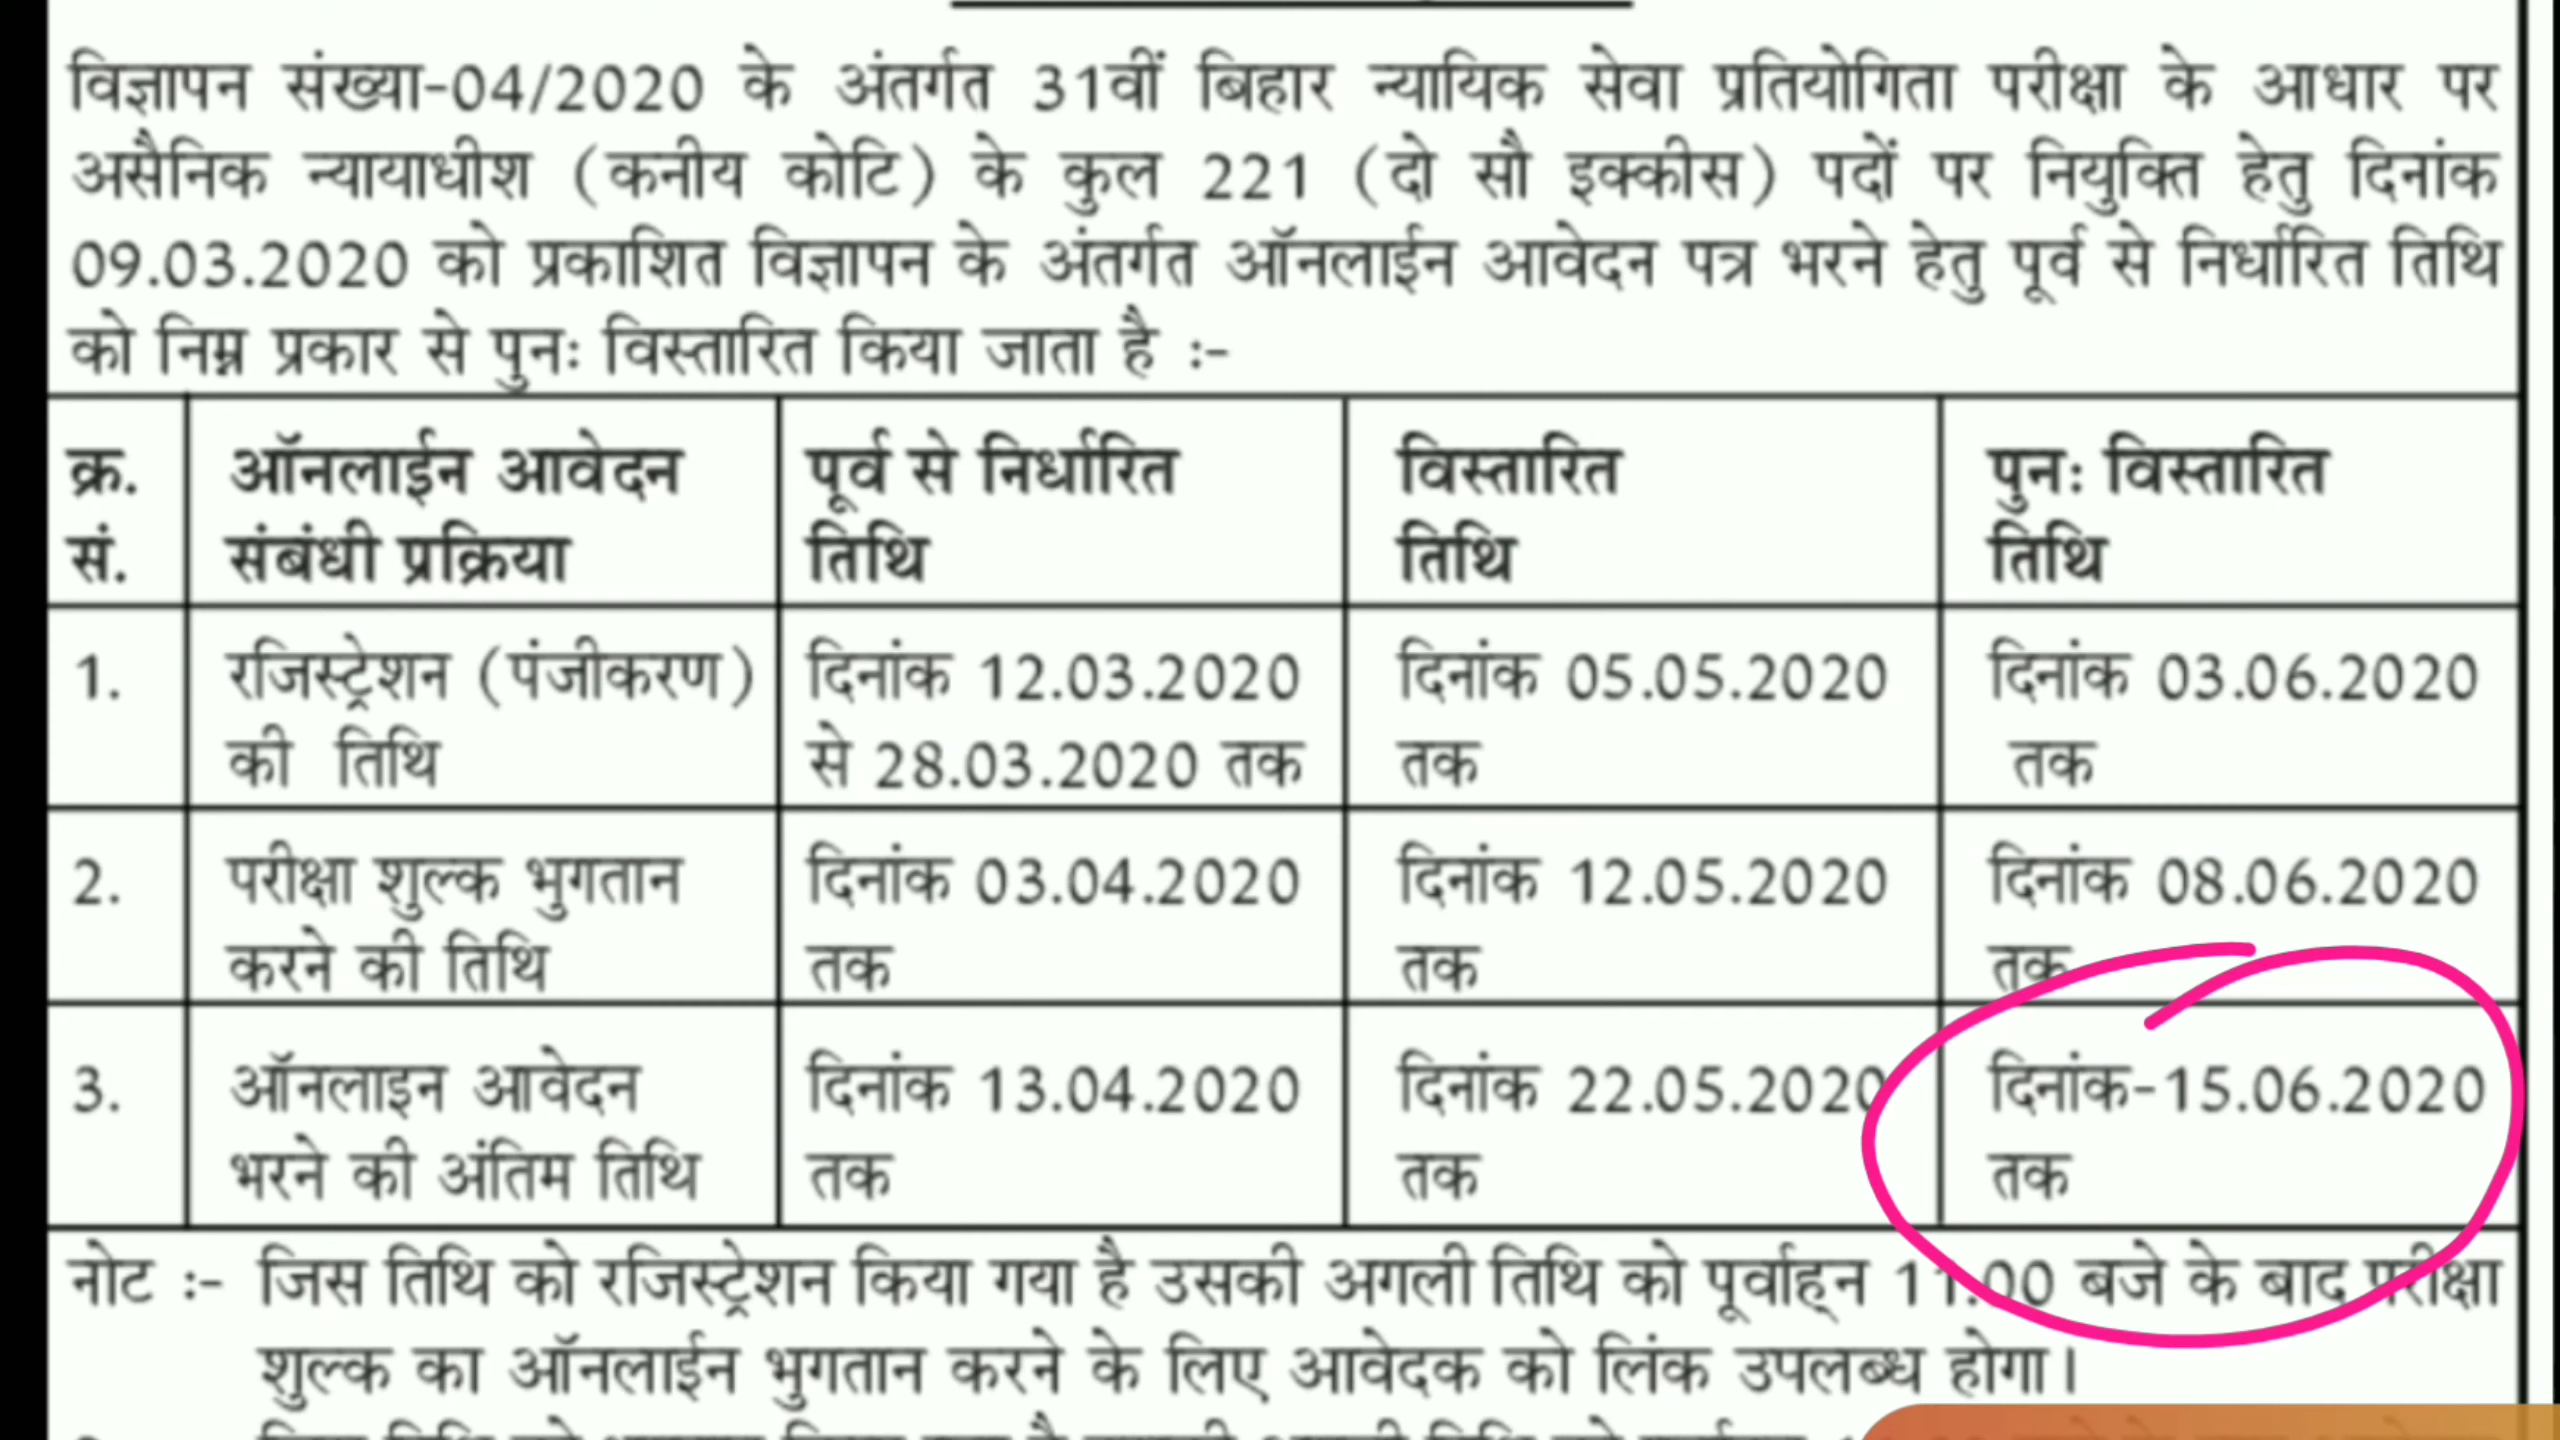 विज्ञापन संख्या-04/2020 के अंतर्गत 31वीं बिहार न्यायिक सेवा प्रतियोगिता परीक्षा के आधार पर
असैनिक न्यायाधीश (कनीय कोटि) के कुल 221 (दो सौ इक्कीस) पदों पर नियुक्ति हेतु दिनांक
09.03.2020 को प्रकाशित विज्ञापन के अंतर्गत ऑनलाईन आवेदन पत्र भरने हेतु पूर्व से निर्धारित तिथि
को निम्न प्रकार से पुनः विस्तारित किया जाता है :-
क्र. ऑनलाईन आवेदन पूर्व से निर्धारित विस्तारित पुनः विस्तारित
सं. संबंधी प्रक्रिया तिथि तिथि तिथि
1. रजिस्ट्रेशन (पंजीकरण) दिनांक 12.03.2020 दिनांक 05.05.2020 दिनांक 03.06.2020
की तिथि से 28.03.2020 तक तक तक
2. परीक्षा शुल्क भुगतान दिनांक 03.04.2020 दिनांक 12.05.2020 दिनांक 08.06.2020
करने की तिथि तक तक तक
3. ऑनलाइन आवेदन दिनांक 13.04.2020 दिनांक 22.05.2020 दिनांक-15.06.2020
भरने की अंतिम तिथि तक तक तक
नोट :- जिस तिथि को रजिस्ट्रेशन किया गया है उसकी अगली तिथि को पूर्वाह्न 11.00 बजे के बाद परीक्षा
शुल्क का ऑनलाईन भुगतान करने के लिए आवेदक को लिंक उपलब्ध होगा।